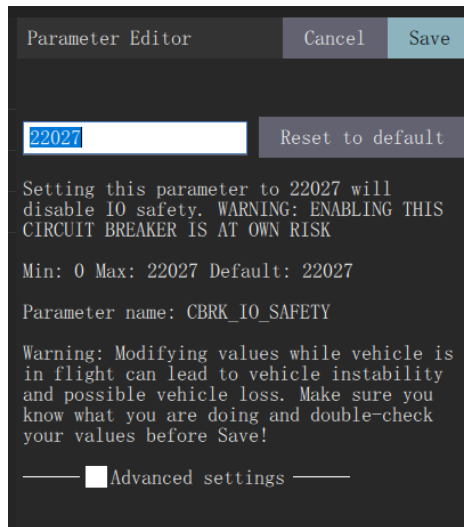 Parameter Editor Cancel Save
22027 Reset to default
Setting this parameter to 22027 will
disable IO safety. WARNING: ENABLING THIS
CIRCUIT BREAKER IS AT OWN RISK
Min: 0 Max: 22027 Default: 22027
Parameter name: CBRK_IO_SAFETY
Warning: Modifying values while vehicle is
in flight can lead to vehicle instability
and possible vehicle loss. Make sure you
know what you are doing and double-check
your values before Save!
Advanced settings